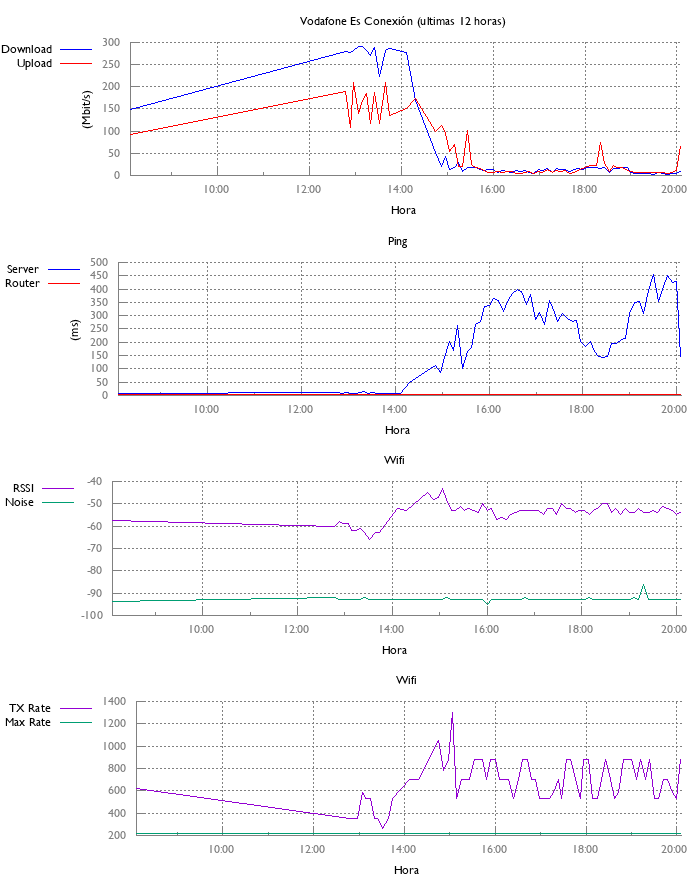 Vodafone Es Conexión (ultimas 12 horas)
Download
Upload
300
250
200
150
100
50
0
(Mbit/s)
10:00 12:00 14:00 16:00 18:00 20:00
Hora
Ping
Server
Router
500
450
400
350
300
250
200
150
100
50
0
(ms)
10:00 12:00 14:00 16:00 18:00 20:00
Hora
Wifi
RSSI
Noise
-40
-50
-60
-70
-80
-90
-100
10:00 12:00 14:00 16:00 18:00 20:00
Hora
Wifi
TX Rate
Max Rate
1400
1200
1000
800
600
400
200
10:00 12:00 14:00 16:00 18:00 20:00
Hora